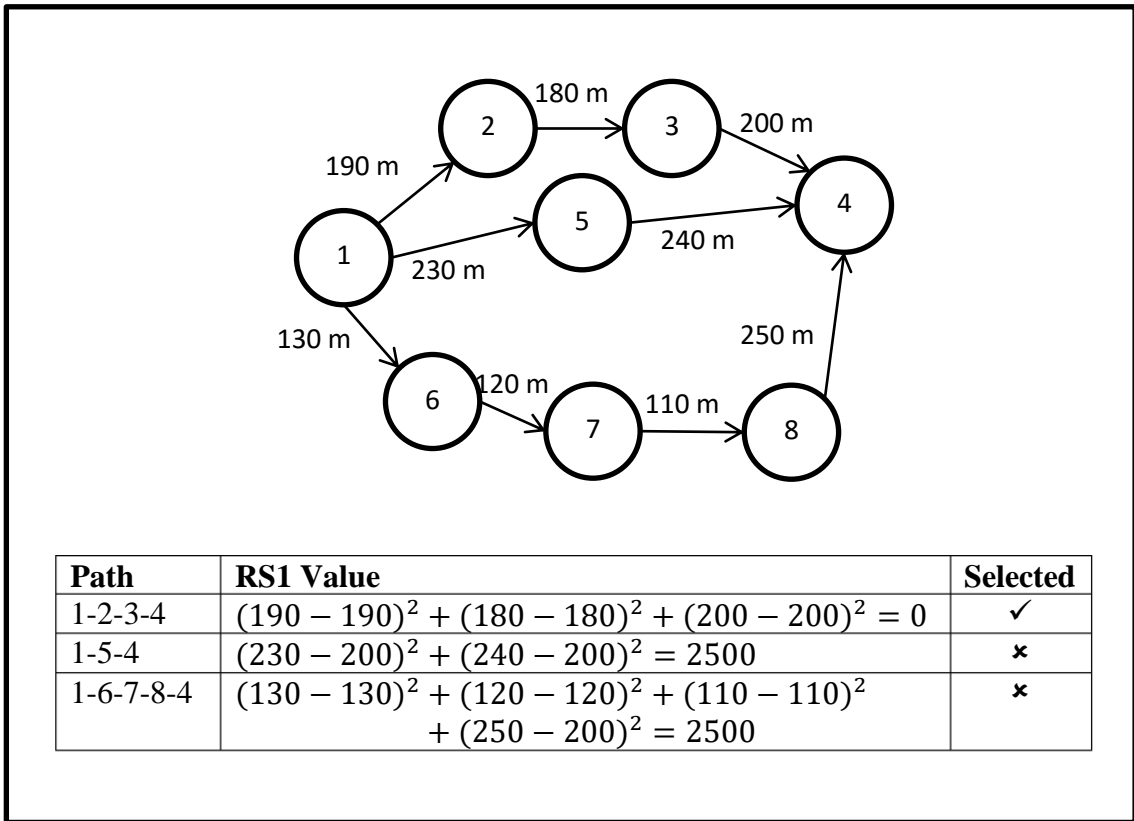 180 m
2
3
200 m
190 m
4
5
1
240 m
230 m
130 m
250 m
120 m
6
110 m
7
8
Path RS1 Value Selected
1-2-3-4 (190 − 190)² + (180 − 180)² + (200 − 200)² = 0 ✓
1-5-4 (230 − 200)² + (240 − 200)² = 2500 ×
1-6-7-8-4 (130 − 130)² + (120 − 120)² + (110 − 110)² ×
+ (250 − 200)² = 2500